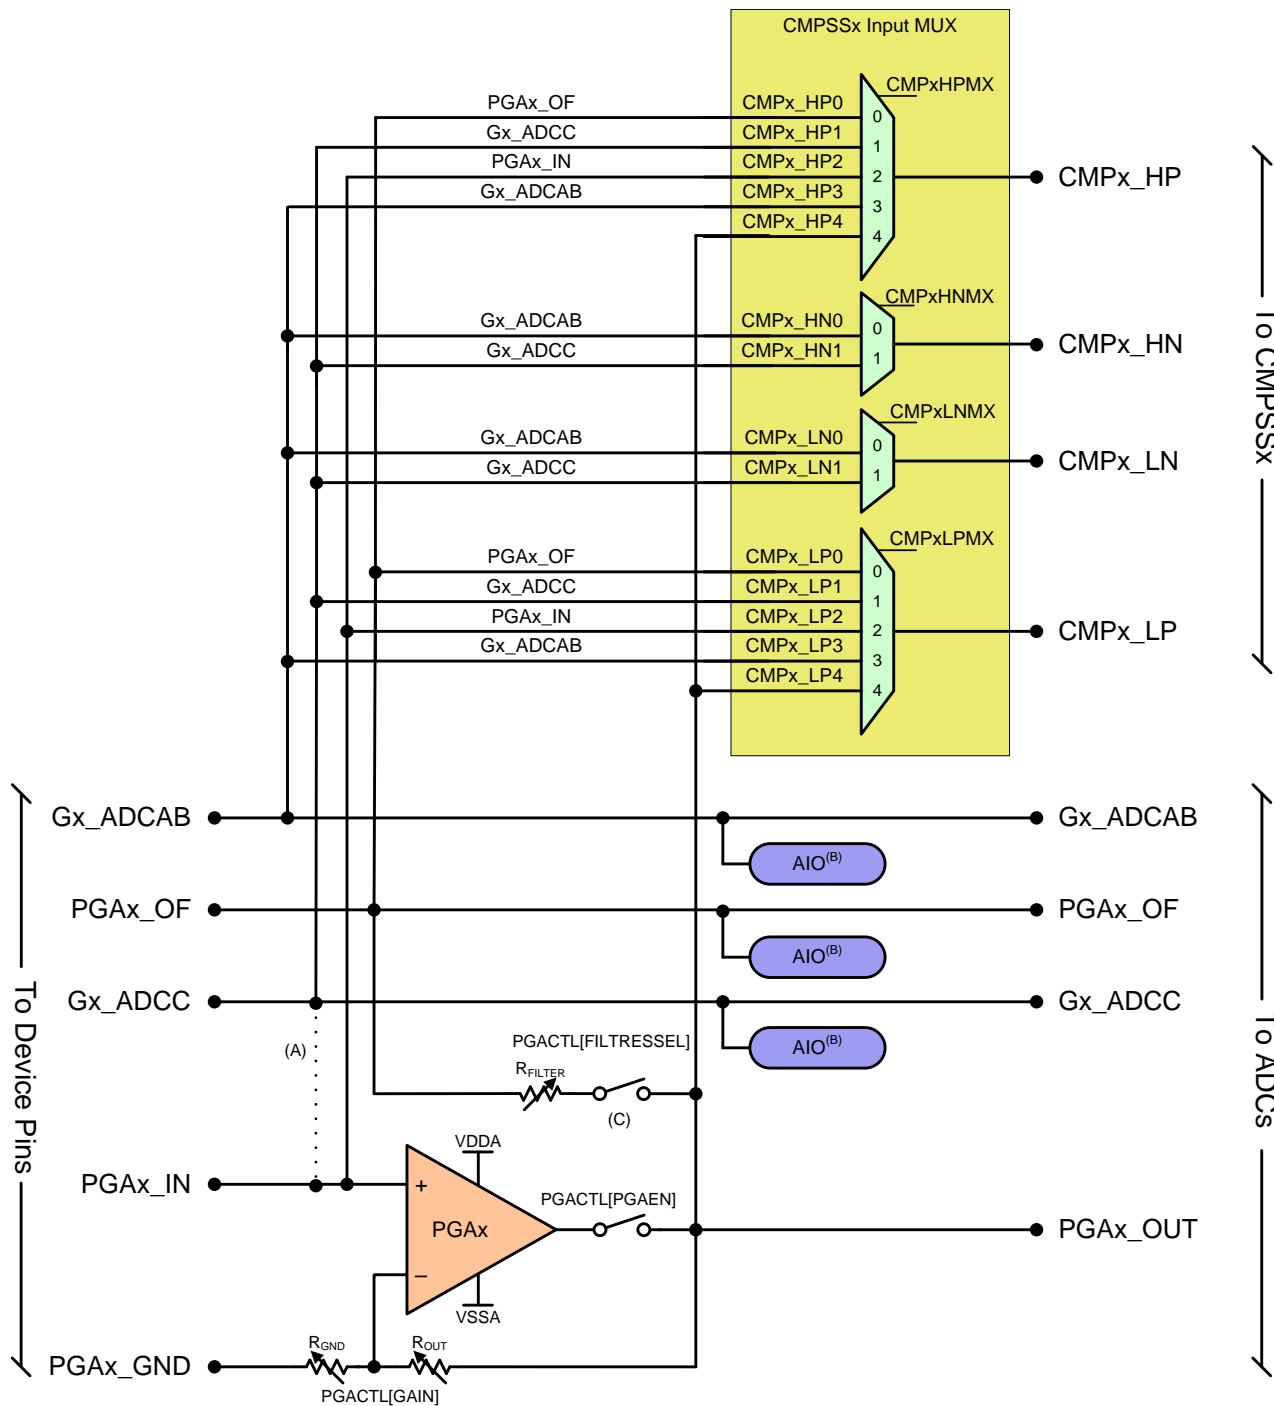 CMPSSx Input MUX
CMPxHPMX
PGAx_OF CMPx_HP0 0
Gx_ADCC CMPx_HP1 1
PGAx_IN CMPx_HP2 2 CMPx_HP
Gx_ADCAB CMPx_HP3 3
CMPx_HP4 4
CMPxHNMX
Gx_ADCAB CMPx_HN0 0
Gx_ADCC CMPx_HN1 1 CMPx_HN
CMPxLNMX
Gx_ADCAB CMPx_LN0 0
Gx_ADCC CMPx_LN1 1 CMPx_LN
CMPxLPMX
PGAx_OF CMPx_LP0 0
Gx_ADCC CMPx_LP1 1
PGAx_IN CMPx_LP2 2 CMPx_LP
Gx_ADCAB CMPx_LP3 3
CMPx_LP4 4
To CMPSSx
Gx_ADCAB Gx_ADCAB
AIO(B)
PGAx_OF PGAx_OF
AIO(B)
Gx_ADCC Gx_ADCC
AIO(B)
To Device Pins
To ADCs
(A)
PGACTL[FILTRESSEL]
RFILTER
(C)
VDDA
PGAx_IN +
PGACTL[PGAEN]
PGAx PGAx_OUT
–
VSSA
RGND ROUT
PGAx_GND
PGACTL[GAIN]